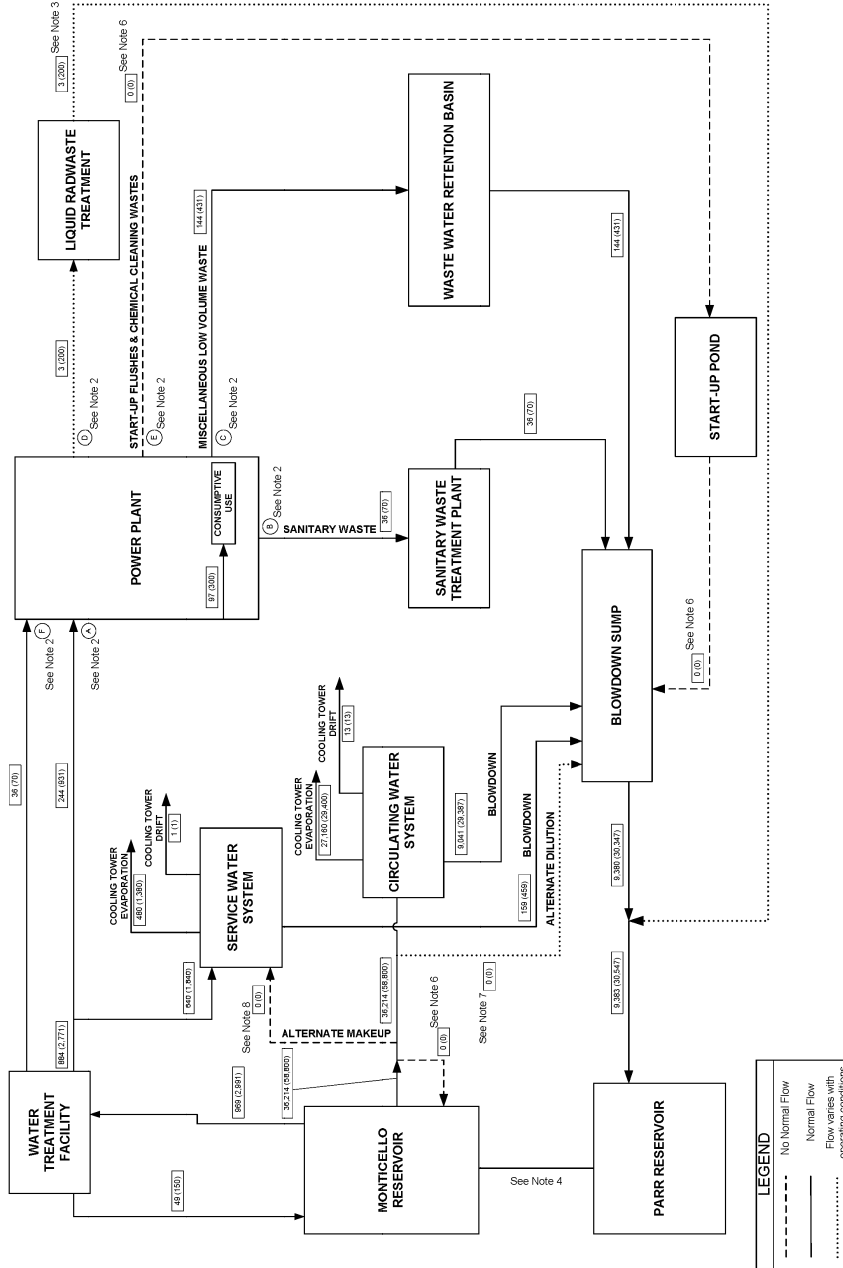 See Note 3
3 (200)
LIQUID RADWASTE
TREATMENT
3 (200)
D
See Note 2
See Note 6
0 (0)
START-UP FLUSHES & CHEMICAL CLEANING WASTES
E
See Note 2
144 (431)
MISCELLANEOUS LOW VOLUME WASTE
C
See Note 2
WASTE WATER RETENTION BASIN
144 (431)
POWER PLANT
CONSUMPTIVE
USE
97 (300)
B
See Note 2
SANITARY WASTE
36 (70)
SANITARY WASTE
TREATMENT PLANT
36 (70)
START-UP POND
See Note 6
0 (0)
F
See Note 2
A
See Note 2
36 (70)
244 (931)
COOLING TOWER
EVAPORATION
480 (1,380)
COOLING TOWER
DRIFT
1 (1)
SERVICE WATER
SYSTEM
COOLING TOWER
EVAPORATION
27,160 (29,400)
COOLING TOWER
DRIFT
13 (13)
CIRCULATING WATER
SYSTEM
9,041 (29,387)
BLOWDOWN
159 (459)
BLOWDOWN
ALTERNATE DILUTION
BLOWDOWN SUMP
9,380 (30,347)
9,383 (30,547)
884 (2,771)
640 (1,840)
See Note 8
0 (0)
ALTERNATE MAKEUP
36,214 (58,800)
See Note 6
0 (0)
See Note 7
0 (0)
969 (2,991)
36,214 (58,800)
WATER
TREATMENT
FACILITY
49 (150)
MONTICELLO
RESERVOIR
See Note 4
PARR RESERVOIR
LEGEND
No Normal Flow
Normal Flow
Flow varies with
operating conditions